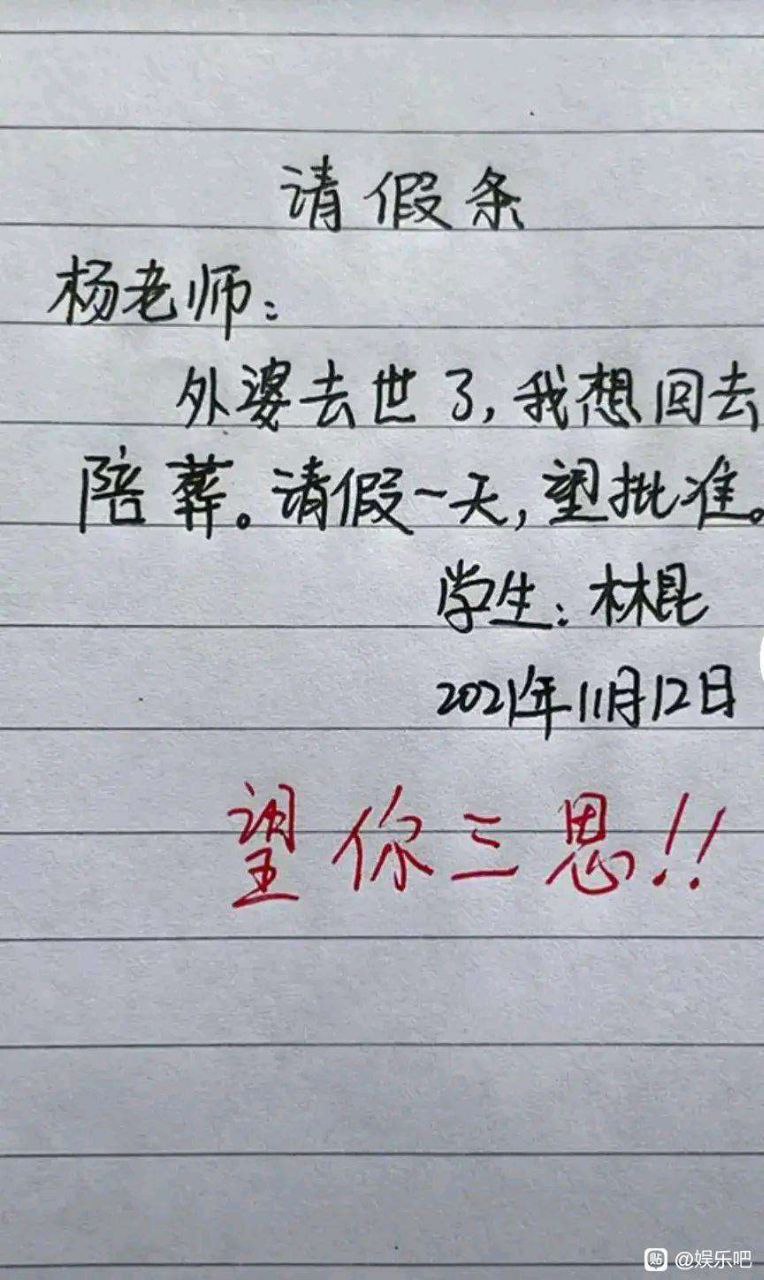 请假条
杨老师：
外婆去世了，我想回去
陪葬。请假一天，望批准。
学生：林昆
2021年11月12日
望你三思！！
贴 @娱乐吧